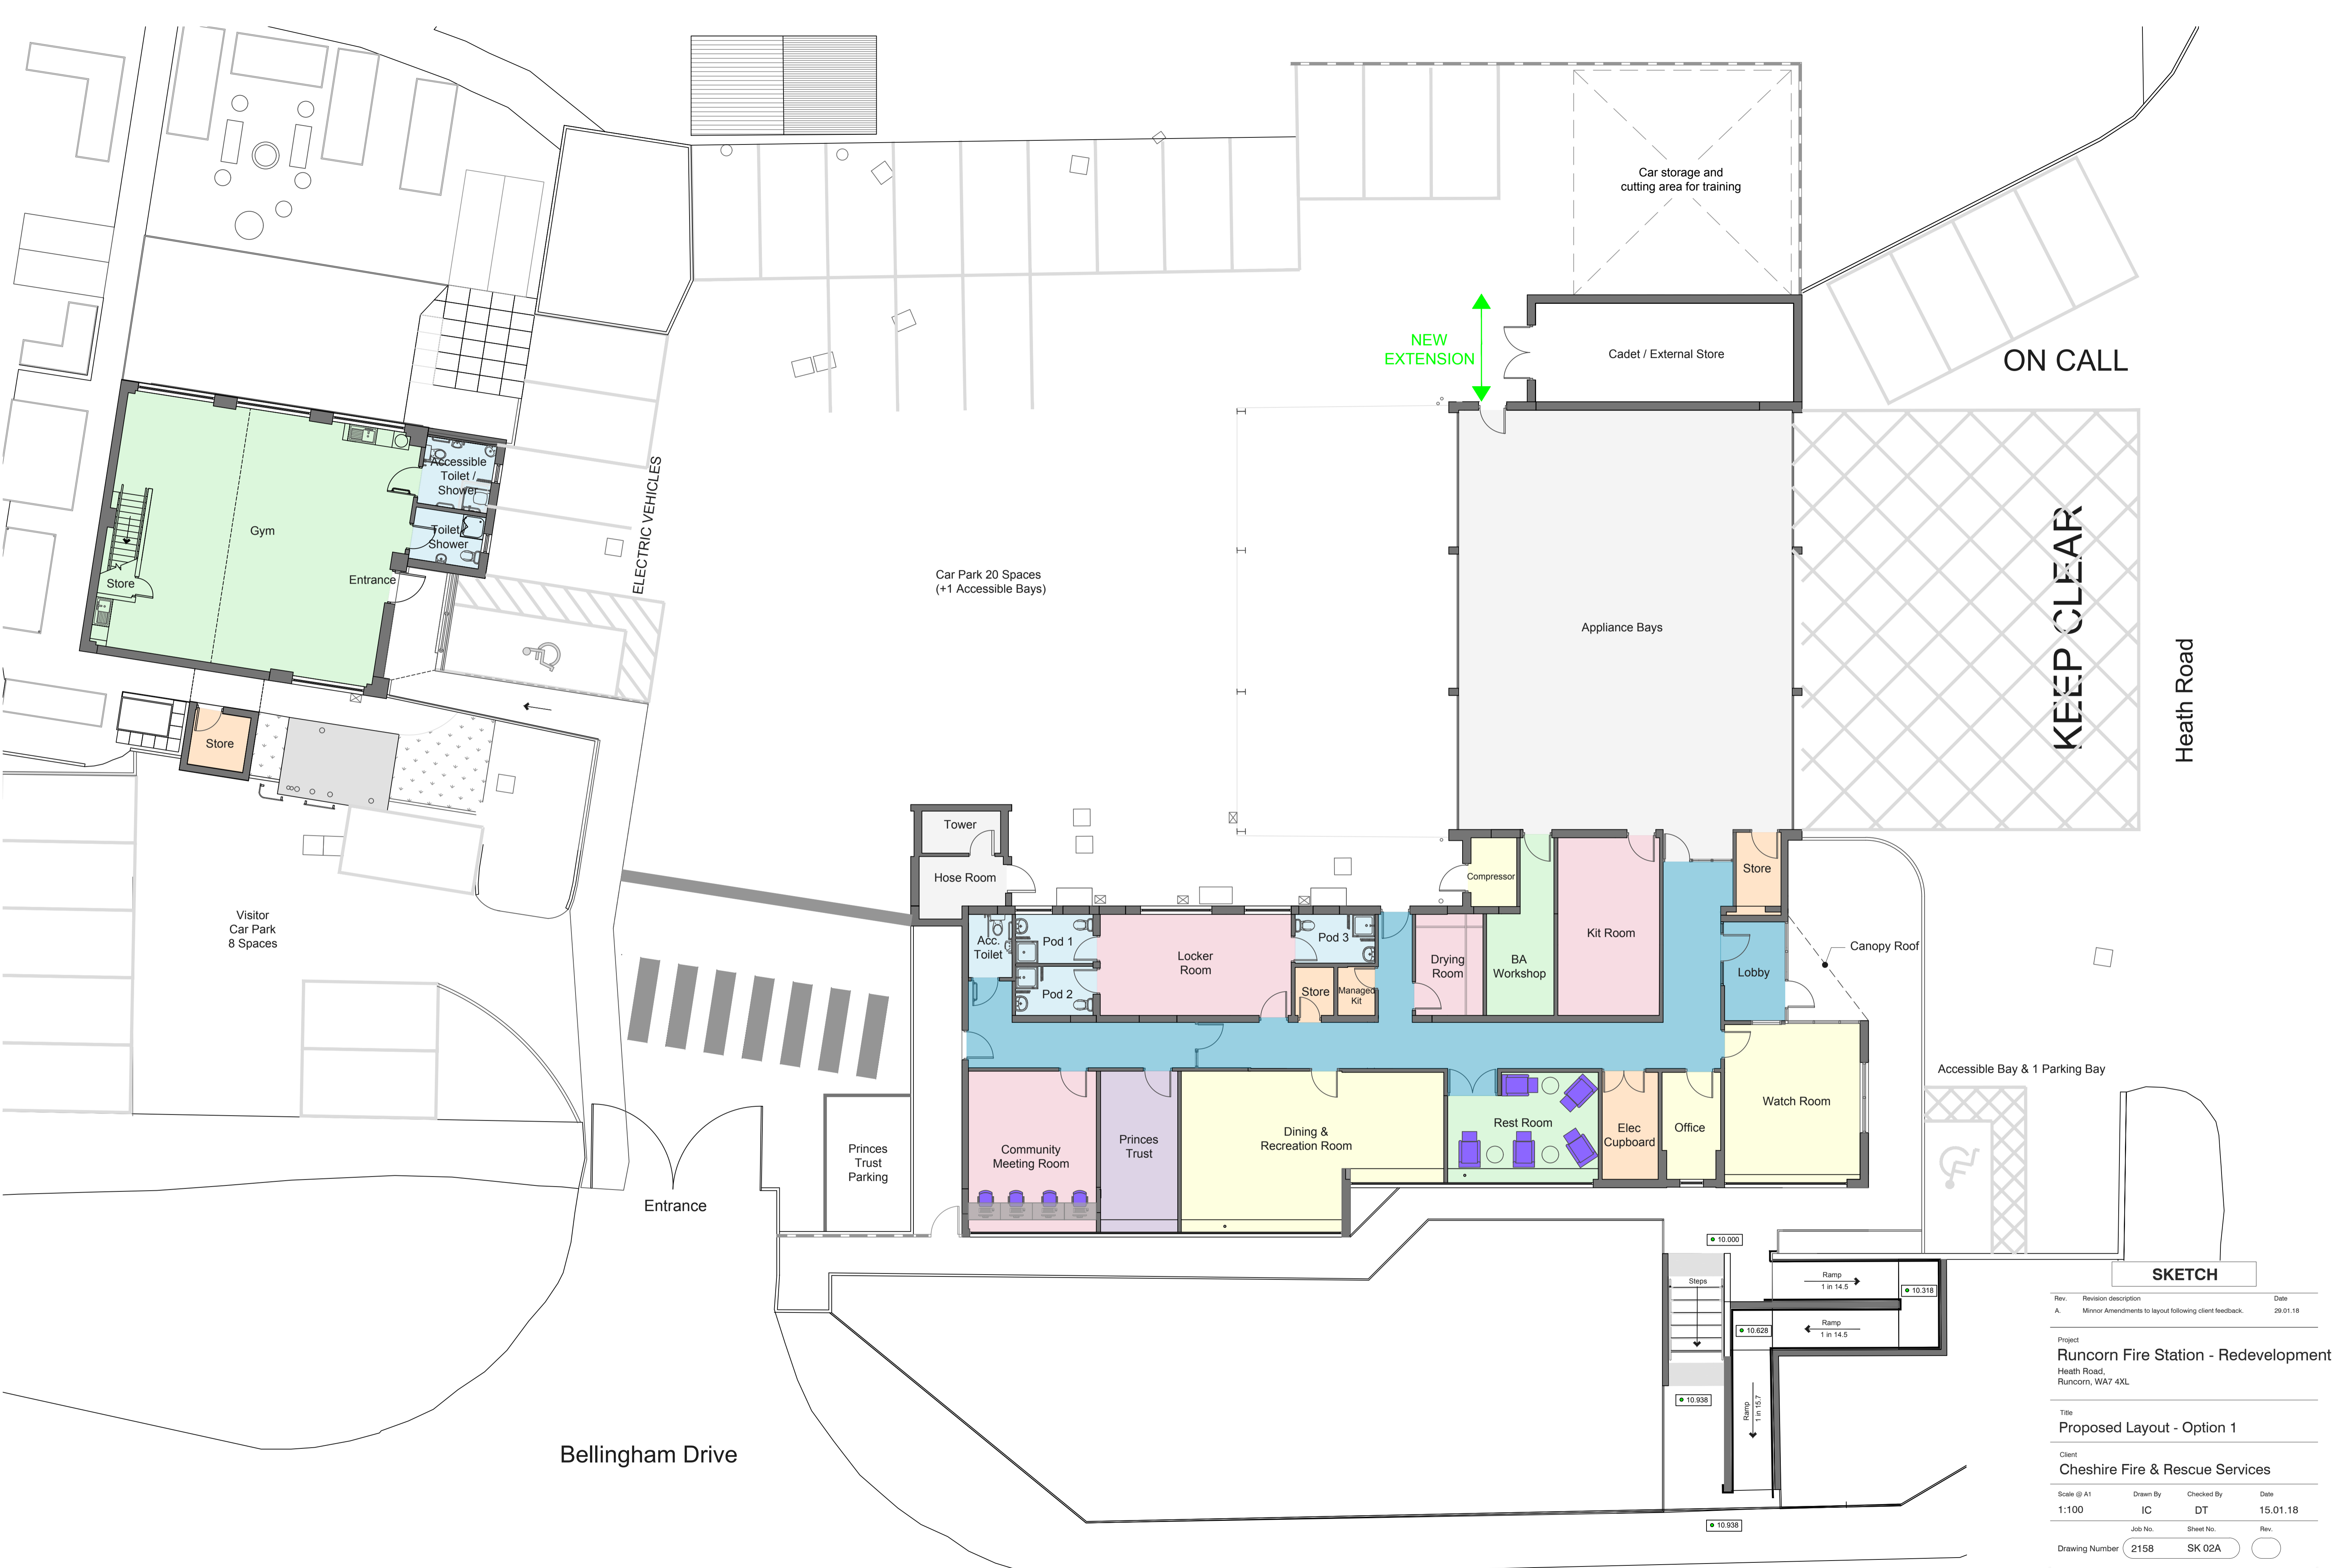 Car storage and
cutting area for training
NEW
EXTENSION
Cadet / External Store
ON CALL
Accessible
Toilet /
Shower
Toilet/
Shower
Gym
Store
Entrance
ELECTRIC VEHICLES
Car Park 20 Spaces
(+1 Accessible Bays)
Appliance Bays
KEEP CLEAR
Heath Road
Store
Visitor
Car Park
8 Spaces
Tower
Hose Room
Acc.
Toilet
Pod 1
Pod 2
Locker
Room
Pod 3
Store
Managed
Kit
Drying
Room
Compressor
BA
Workshop
Kit Room
Store
Lobby
Canopy Roof
Accessible Bay & 1 Parking Bay
Watch Room
Office
Elec
Cupboard
Rest Room
Dining &
Recreation Room
Princes
Trust
Community
Meeting Room
Princes
Trust
Parking
Entrance
Bellingham Drive
10.000
Steps
Ramp
1 in 14.5
10.318
10.628
Ramp
1 in 14.5
10.938
Ramp
1 in 15.7
10.938
SKETCH
Rev. Revision description Date
A. Minnor Amendments to layout following client feedback. 29.01.18
Project
Runcorn Fire Station - Redevelopment
Heath Road,
Runcorn, WA7 4XL
Title
Proposed Layout - Option 1
Client
Cheshire Fire & Rescue Services
Scale @ A1 Drawn By Checked By Date
1:100 IC DT 15.01.18
Job No. Sheet No. Rev.
Drawing Number 2158 SK 02A